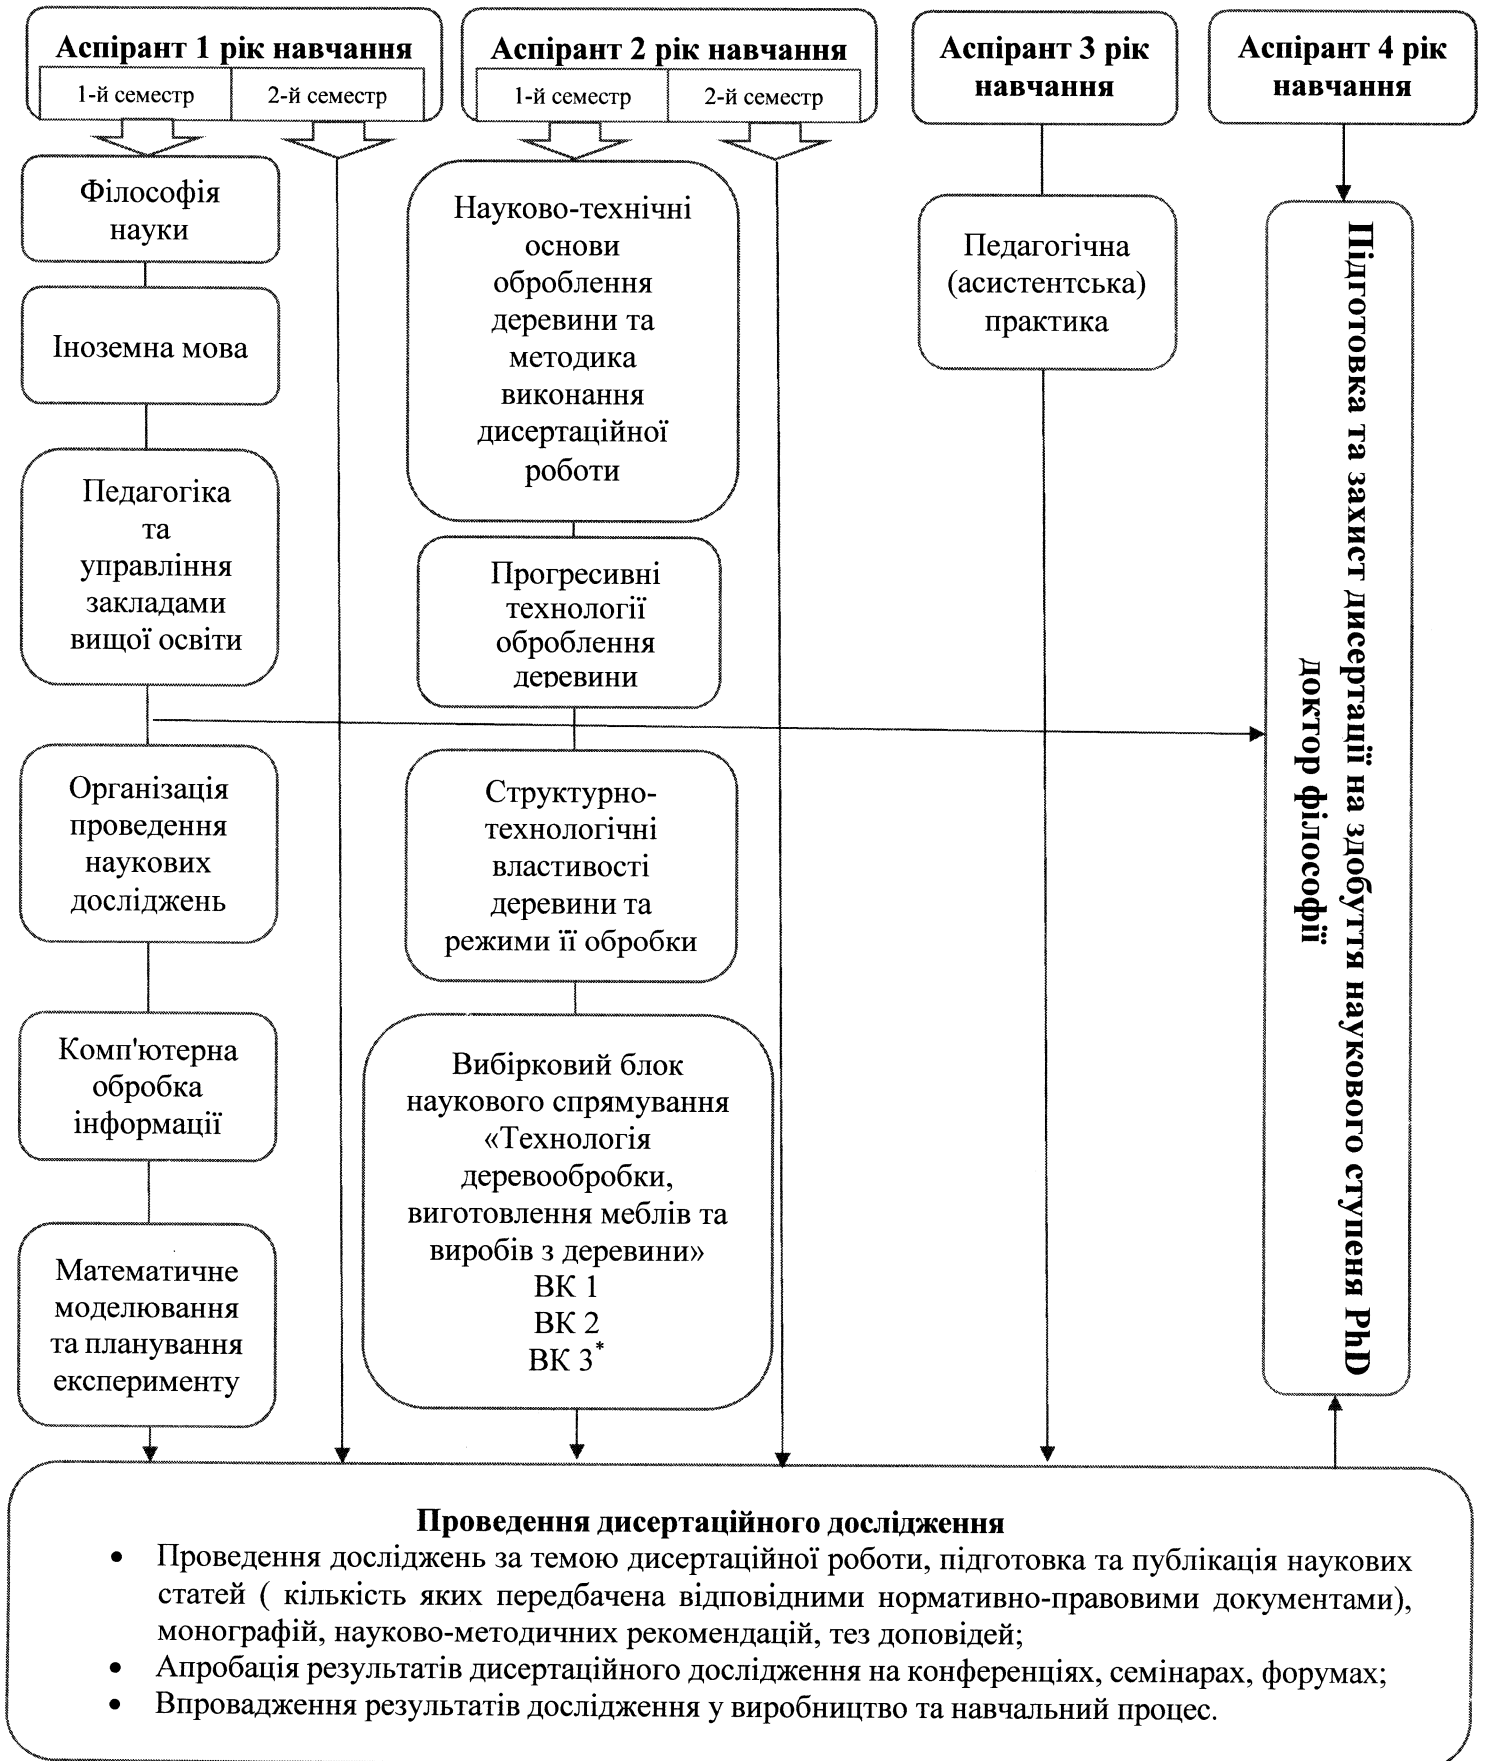 Аспірант 1 рік навчання
1-й семестр
2-й семестр
Аспірант 2 рік навчання
1-й семестр
2-й семестр
Аспірант 3 рік
навчання
Аспірант 4 рік
навчання
Філософія
науки
Іноземна мова
Педагогіка
та
управління
закладами
вищої освіти
Організація
проведення
наукових
досліджень
Комп'ютерна
обробка
інформації
Математичне
моделювання
та планування
експерименту
Науково-технічні
основи
оброблення
деревини та
методика
виконання
дисертаційної
роботи
Прогресивні
технології
оброблення
деревини
Структурно-
технологічні
властивості
деревини та
режими її обробки
Вибірковий блок
наукового спрямування
«Технологія
деревообробки,
виготовлення меблів та
виробів з деревини»
ВК 1
ВК 2
ВК 3*
Педагогічна
(асистентська)
практика
Підготовка та захист дисертації на здобуття наукового ступеня PhD
доктор філософії
Проведення дисертаційного дослідження
• Проведення досліджень за темою дисертаційної роботи, підготовка та публікація наукових
статей ( кількість яких передбачена відповідними нормативно-правовими документами),
монографій, науково-методичних рекомендацій, тез доповідей;
• Апробація результатів дисертаційного дослідження на конференціях, семінарах, форумах;
• Впровадження результатів дослідження у виробництво та навчальний процес.